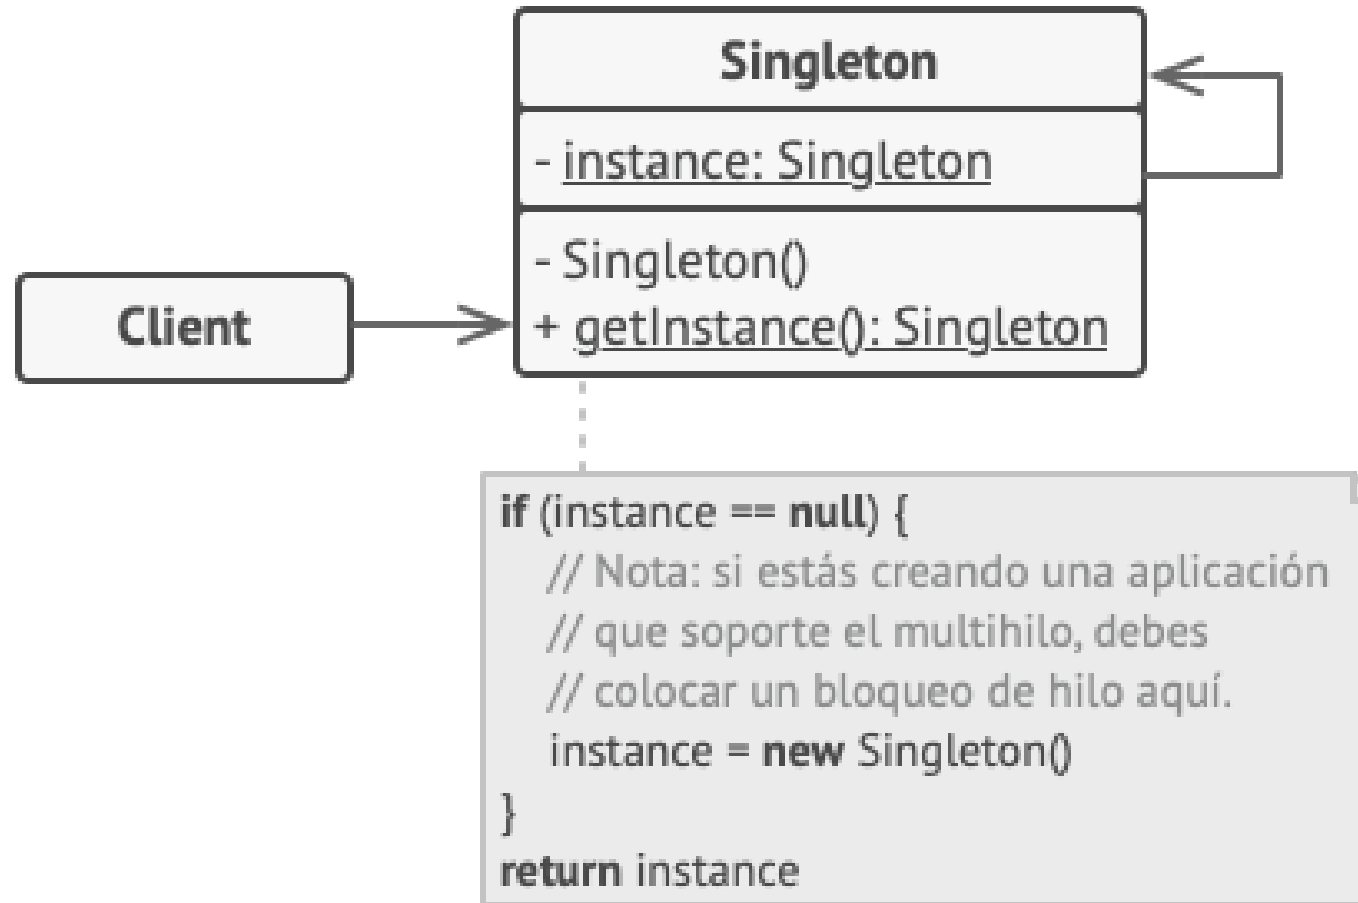 Singleton
- instance: Singleton
- Singleton()
+ getInstance(): Singleton
Client
if (instance == null) {
// Nota: si estás creando una aplicación
// que soporte el multihilo, debes
// colocar un bloqueo de hilo aquí.
instance = new Singleton()
}
return instance